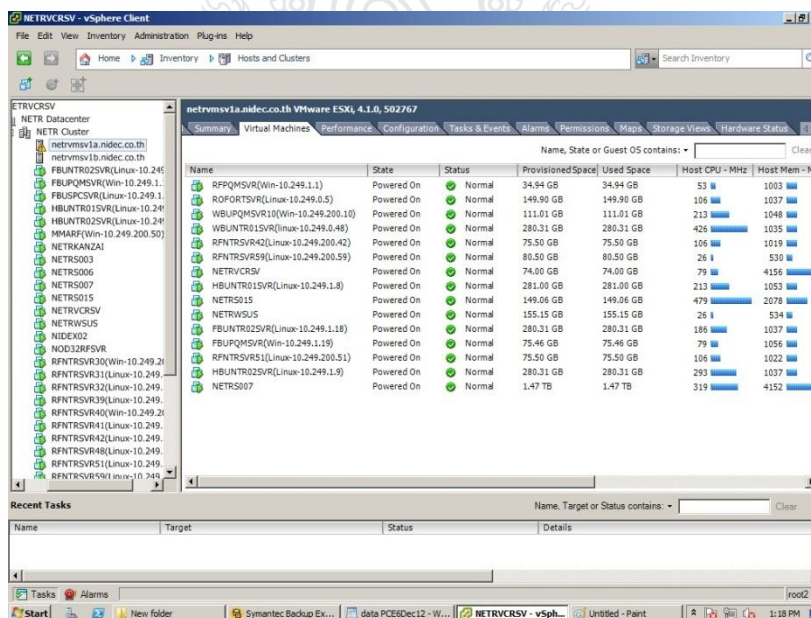 NETRVCRSV - vSphere Client
File Edit View Inventory Administration Plug-ins Help
Home Inventory Hosts and Clusters
Search Inventory
ETRVCRSV
NETR Datacenter
NETR Cluster
netrvmsv1a.nidec.co.th
netrvmsv1b.nidec.co.th
FBUNTR02SVR(Linux-10.249
FBUPQMSVR(Win-10.249.1.
FBUSPCSVR(Win-10.249.1.
HBUNTR01SVR(Linux-10.249
HBUNTR02SVR(Linux-10.249
MMARF(Win-10.249.200.50)
NETRKANZAI
NETRS003
NETRS006
NETRS007
NETRS015
NETRVCRSV
NETRWSUS
NIDEX02
NOD32RFSVR
RFNTRSVR30(Win-10.249.20
RFNTRSVR31(Linux-10.249.
RFNTRSVR32(Linux-10.249.
RFNTRSVR39(Linux-10.249.
RFNTRSVR40(Win-10.249.20
RFNTRSVR41(Linux-10.249.
RFNTRSVR42(Linux-10.249.
RFNTRSVR48(Linux-10.249.
RFNTRSVR51(Linux-10.249.
RFNTRSVR59(Linux-10.249.
netrvmsv1a.nidec.co.th VMware ESXi, 4.1.0, 502767
Summary Virtual Machines Performance Configuration Tasks & Events Alarms Permissions Maps Storage Views Hardware Status
Name, State or Guest OS contains: Clear
Name State Status Provisioned Space Used Space Host CPU - MHz Host Mem - M
RFPQMSVR(Win-10.249.1.1) Powered On Normal 34.94 GB 34.94 GB 53 1003
ROFORTSVR(Linux-10.249.0.5) Powered On Normal 149.90 GB 149.90 GB 106 1037
WBUPQMSVR10(Win-10.249.200.10) Powered On Normal 111.01 GB 111.01 GB 213 1048
WBUNTR01SVR(Linux-10.249.0.48) Powered On Normal 280.31 GB 280.31 GB 426 1035
RFNTRSVR42(Linux-10.249.200.42) Powered On Normal 75.50 GB 75.50 GB 106 1019
RFNTRSVR59(Linux-10.249.200.59) Powered On Normal 80.50 GB 80.50 GB 26 530
NETRVCRSV Powered On Normal 74.00 GB 74.00 GB 79 4156
HBUNTR01SVR(Linux-10.249.1.8) Powered On Normal 281.00 GB 281.00 GB 213 1053
NETRS015 Powered On Normal 149.06 GB 149.06 GB 479 2078
NETRWSUS Powered On Normal 155.15 GB 155.15 GB 26 534
FBUNTR02SVR(Linux-10.249.1.18) Powered On Normal 280.31 GB 280.31 GB 186 1037
FBUPQMSVR(Win-10.249.1.19) Powered On Normal 75.46 GB 75.46 GB 79 1056
RFNTRSVR51(Linux-10.249.200.51) Powered On Normal 75.50 GB 75.50 GB 106 1022
HBUNTR02SVR(Linux-10.249.1.9) Powered On Normal 280.31 GB 280.31 GB 293 1037
NETRS007 Powered On Normal 1.47 TB 1.47 TB 319 4152
Recent Tasks Name, Target or Status contains: Clear
Name Target Status Details
Tasks Alarms root2
Start New folder Symantec Backup Ex... data PCE6Dec12 - W... NETRVCRSV - vSph... Untitled - Paint 1:18 PM